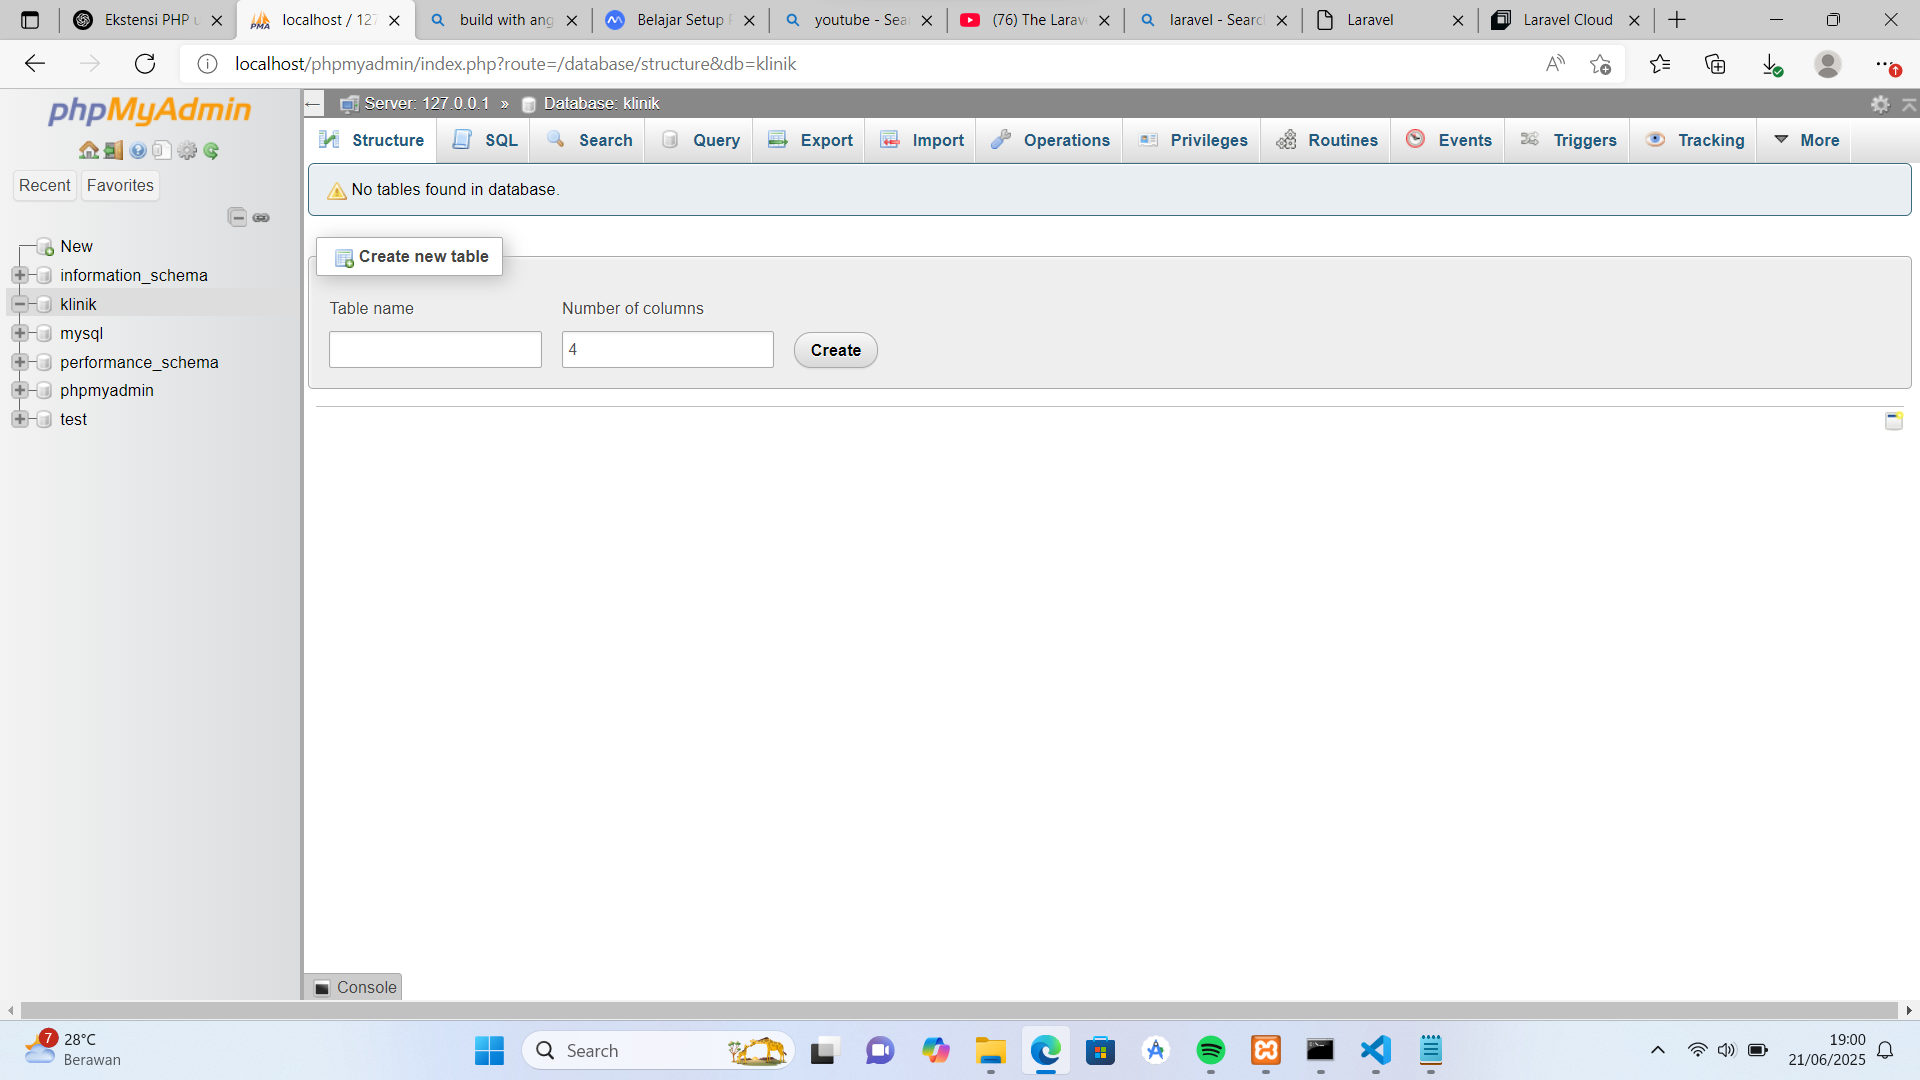 Ekstensi PHP u
localhost / 127
build with ang
Belajar Setup
youtube - Sea
(76) The Larav
laravel - Searc
Laravel
Laravel Cloud
localhost/phpmyadmin/index.php?route=/database/structure&db=klinik
phpMyAdmin
Recent
Favorites
New
information_schema
klinik
mysql
performance_schema
phpmyadmin
test
Server: 127.0.0.1 » Database: klinik
Structure
SQL
Search
Query
Export
Import
Operations
Privileges
Routines
Events
Triggers
Tracking
More
No tables found in database.
Create new table
Table name
Number of columns
4
Create
Console
7
28°C
Berawan
Search
19:00
21/06/2025